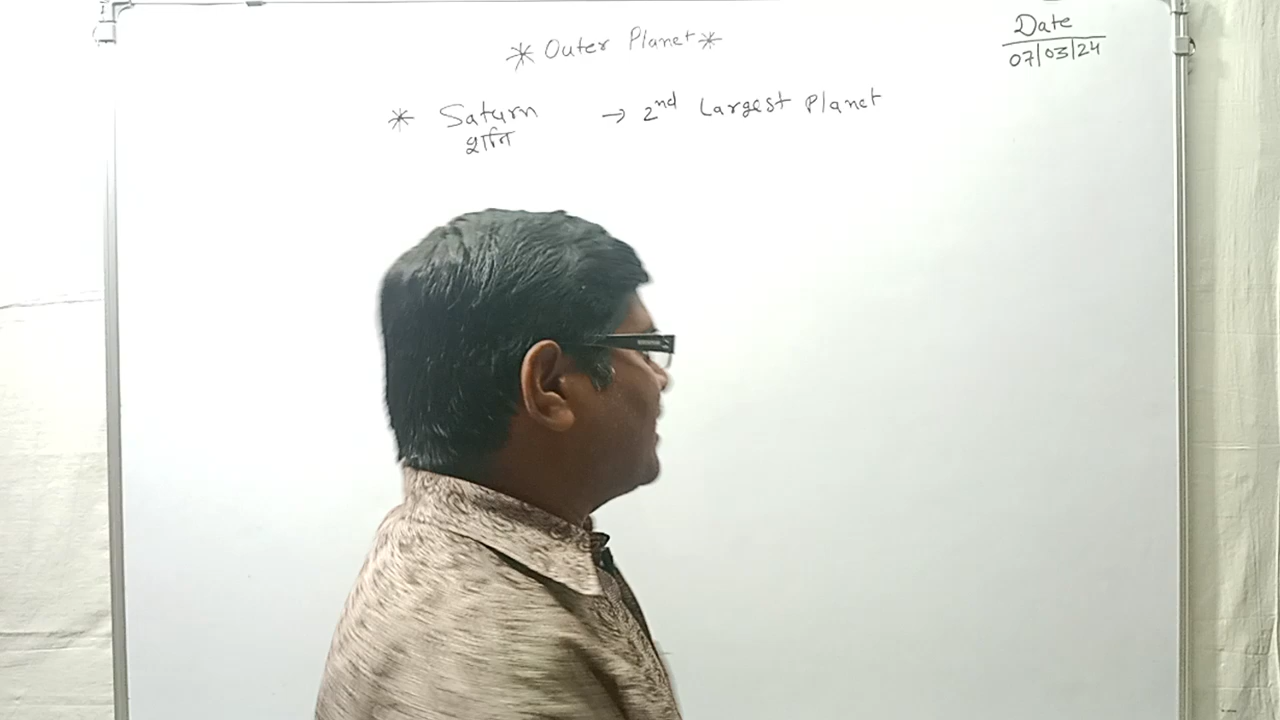 * Outer Planet *
Date
07/03/24
* Saturn → 2nd Largest Planet
शनि